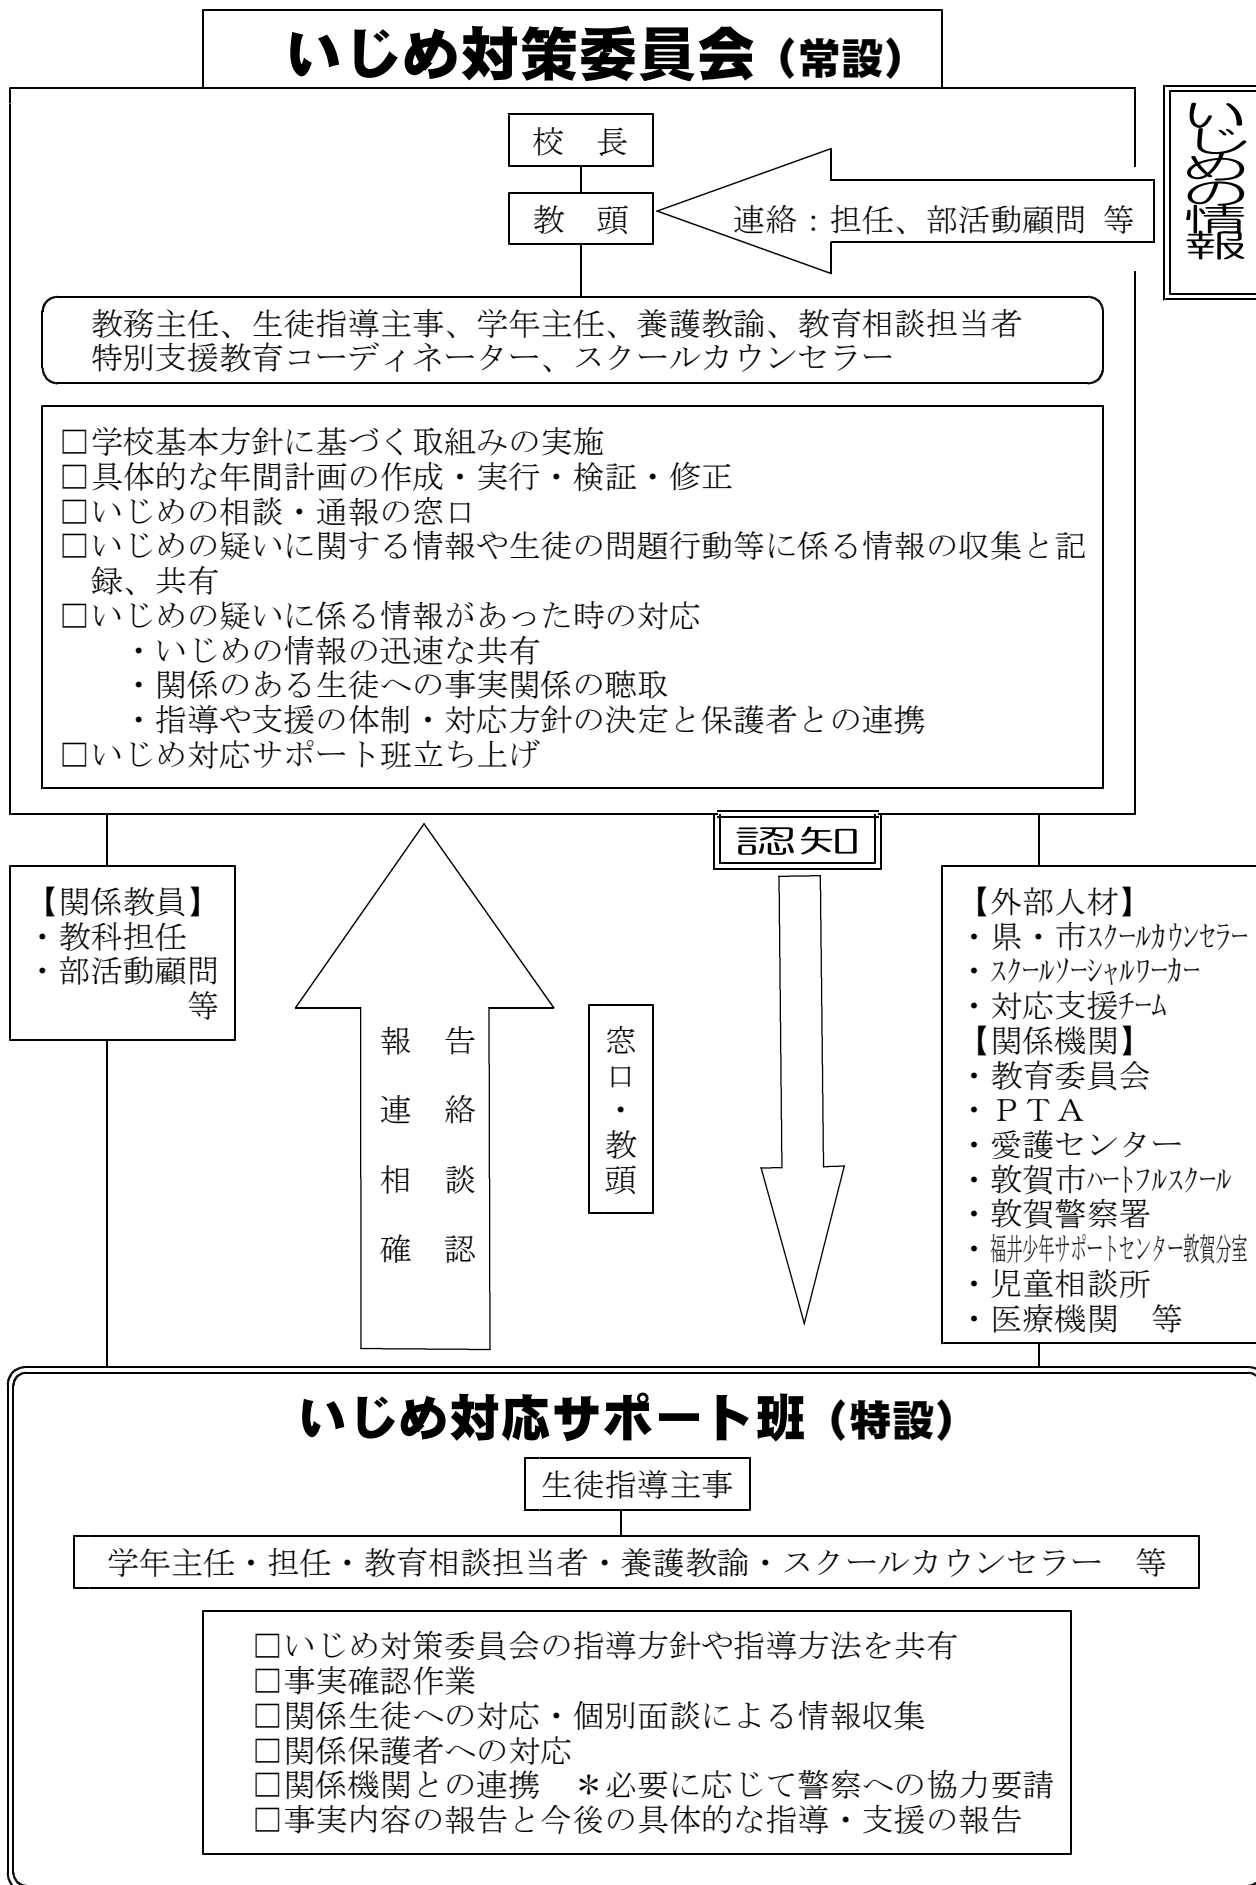 いじめ対策委員会（常設）
校　長
教　頭
連絡：担任、部活動顧問 等
いじめの情報
教務主任、生徒指導主事、学年主任、養護教諭、教育相談担当者
特別支援教育コーディネーター、スクールカウンセラー
□学校基本方針に基づく取組みの実施
□具体的な年間計画の作成・実行・検証・修正
□いじめの相談・通報の窓口
□いじめの疑いに関する情報や生徒の問題行動等に係る情報の収集と記
録、共有
□いじめの疑いに係る情報があった時の対応
・いじめの情報の迅速な共有
・関係のある生徒への事実関係の聴取
・指導や支援の体制・対応方針の決定と保護者との連携
□いじめ対応サポート班立ち上げ
認知
【関係教員】
・教科担任
・部活動顧問
等
報　告
連　絡
相　談
確　認
窓口・教頭
【外部人材】
・県・市スクールカウンセラー
・スクールソーシャルワーカー
・対応支援チーム
【関係機関】
・教育委員会
・ＰＴＡ
・愛護センター
・敦賀市ハートフルスクール
・敦賀警察署
・福井少年サポートセンター敦賀分室
・児童相談所
・医療機関　等
いじめ対応サポート班（特設）
生徒指導主事
学年主任・担任・教育相談担当者・養護教諭・スクールカウンセラー　等
□いじめ対策委員会の指導方針や指導方法を共有
□事実確認作業
□関係生徒への対応・個別面談による情報収集
□関係保護者への対応
□関係機関との連携　＊必要に応じて警察への協力要請
□事実内容の報告と今後の具体的な指導・支援の報告